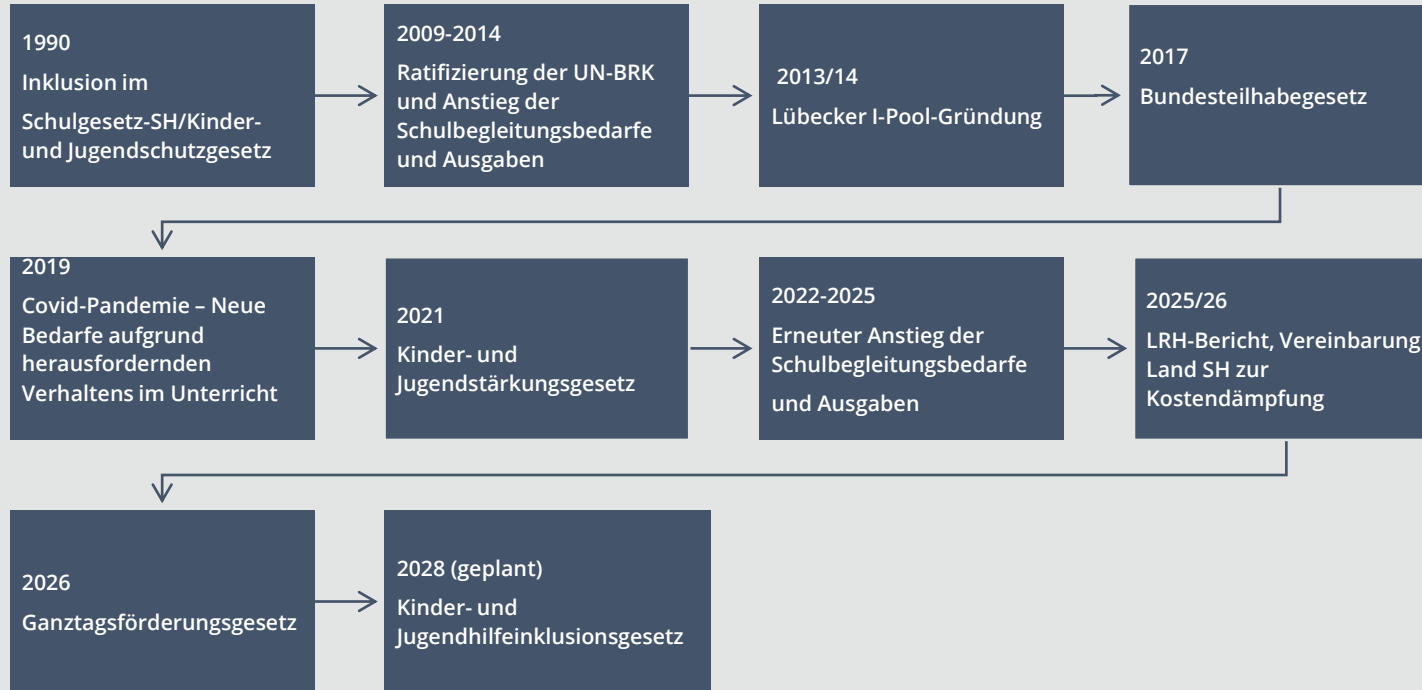 1990
Inklusion im
Schulgesetz-SH/Kinder-
und Jugendschutzgesetz
2009-2014
Ratifizierung der UN-BRK
und Anstieg der
Schulbegleitungsbedarfe
und Ausgaben
2013/14
Lübecker I-Pool-Gründung
2017
Bundesteilhabegesetz
2019
Covid-Pandemie – Neue
Bedarfe aufgrund
herausfordernden
Verhaltens im Unterricht
2021
Kinder- und
Jugendstärkungsgesetz
2022-2025
Erneuter Anstieg der
Schulbegleitungsbedarfe
und Ausgaben
2025/26
LRH-Bericht, Vereinbarung
Land SH zur
Kostendämpfung
2026
Ganztagsförderungsgesetz
2028 (geplant)
Kinder- und
Jugendhilfeinklusionsgesetz